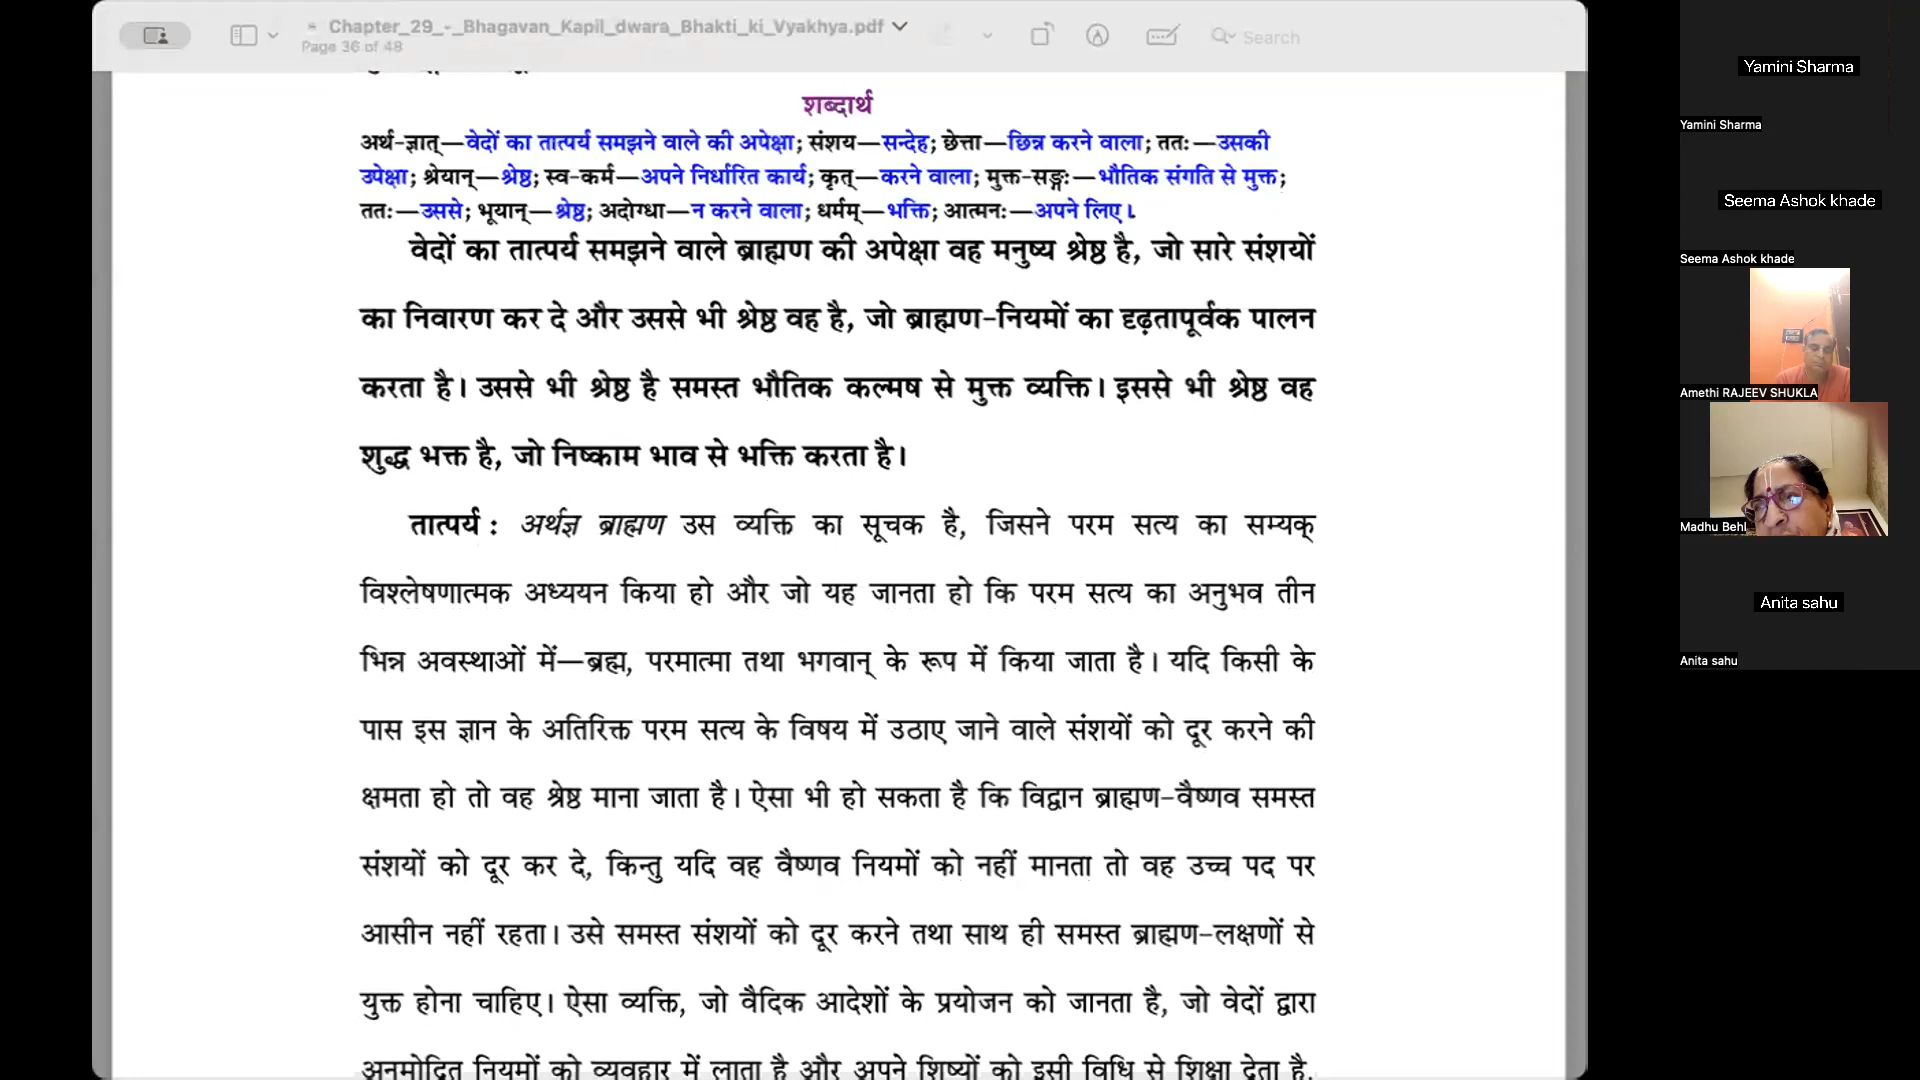 Chapter_29_-_Bhagavan_Kapil_dwara_Bhakti_ki_Vyakhya.pdf
Page 36 of 48
Search
शब्दार्थ
अर्थ-ज्ञात्—वेदों का तात्पर्य समझने वाले की अपेक्षा; संशय—सन्देह; छेत्ता—छिन्न करने वाला; ततः—उसकी
उपेक्षा; श्रेयान्—श्रेष्ठ; स्व-कर्म—अपने निर्धारित कार्य; कृत्—करने वाला; मुक्त-सङ्गः—भौतिक संगति से मुक्त;
ततः—उससे; भूयान्—श्रेष्ठ; अदोग्धा—न करने वाला; धर्मम्—भक्ति; आत्मनः—अपने लिए।
वेदों का तात्पर्य समझने वाले ब्राह्मण की अपेक्षा वह मनुष्य श्रेष्ठ है, जो सारे संशयों
का निवारण कर दे और उससे भी श्रेष्ठ वह है, जो ब्राह्मण-नियमों का दृढ़तापूर्वक पालन
करता है। उससे भी श्रेष्ठ है समस्त भौतिक कल्मष से मुक्त व्यक्ति। इससे भी श्रेष्ठ वह
शुद्ध भक्त है, जो निष्काम भाव से भक्ति करता है।
तात्पर्य : अर्थज्ञ ब्राह्मण उस व्यक्ति का सूचक है, जिसने परम सत्य का सम्यक्
विश्लेषणात्मक अध्ययन किया हो और जो यह जानता हो कि परम सत्य का अनुभव तीन
भिन्न अवस्थाओं में—ब्रह्म, परमात्मा तथा भगवान् के रूप में किया जाता है। यदि किसी के
पास इस ज्ञान के अतिरिक्त परम सत्य के विषय में उठाए जाने वाले संशयों को दूर करने की
क्षमता हो तो वह श्रेष्ठ माना जाता है। ऐसा भी हो सकता है कि विद्वान ब्राह्मण-वैष्णव समस्त
संशयों को दूर कर दे, किन्तु यदि वह वैष्णव नियमों को नहीं मानता तो वह उच्च पद पर
आसीन नहीं रहता। उसे समस्त संशयों को दूर करने तथा साथ ही समस्त ब्राह्मण-लक्षणों से
युक्त होना चाहिए। ऐसा व्यक्ति, जो वैदिक आदेशों के प्रयोजन को जानता है, जो वेदों द्वारा
अनुमोदित नियमों को व्यवहार में लाता है और अपने शिष्यों को इसी विधि से शिक्षा देता है,
Yamini Sharma
Yamini Sharma
Seema Ashok khade
Seema Ashok khade
Amethi RAJEEV SHUKLA
Madhu Behl
Anita sahu
Anita sahu